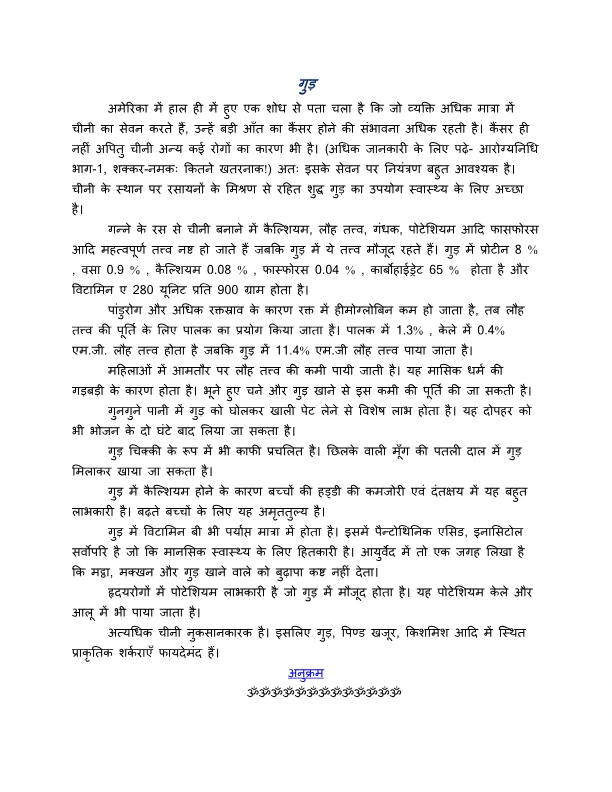 गुड़
अमेरिका में हाल ही में हुए एक शोध से पता चला है कि जो व्यक्ति अधिक मात्रा में
चीनी का सेवन करते हैं, उन्हें बड़ी आँत का कैंसर होने की संभावना अधिक रहती है। कैंसर ही
नहीं अपितु चीनी अन्य कई रोगों का कारण भी है। (अधिक जानकारी के लिए पढ़े- आरोग्यनिधि
भाग-1, शक्कर-नमकः कितने खतरनाक!) अतः इसके सेवन पर नियंत्रण बहुत आवश्यक है।
चीनी के स्थान पर रसायनों के मिश्रण से रहित शुद्ध गुड़ का उपयोग स्वास्थ्य के लिए अच्छा
है।
गन्ने के रस से चीनी बनाने में कैल्शियम, लौह तत्त्व, गंधक, पोटेशियम आदि फासफोरस
आदि महत्वपूर्ण तत्त्व नष्ट हो जाते हैं जबकि गुड़ में ये तत्त्व मौजूद रहते हैं। गुड़ में प्रोटीन 8 %
, वसा 0.9 % , कैल्शियम 0.08 % , फास्फोरस 0.04 % , कार्बोहाईड्रेट 65 % होता है और
विटामिन ए 280 यूनिट प्रति 900 ग्राम होता है।
पांडुरोग और अधिक रक्तस्राव के कारण रक्त में हीमोग्लोबिन कम हो जाता है, तब लौह
तत्त्व की पूर्ति के लिए पालक का प्रयोग किया जाता है। पालक में 1.3% , केले में 0.4%
एम.जी. लौह तत्त्व होता है जबकि गुड़ में 11.4% एम.जी लौह तत्त्व पाया जाता है।
महिलाओं में आमतौर पर लौह तत्त्व की कमी पायी जाती है। यह मासिक धर्म की
गड़बड़ी के कारण होता है। भूने हुए चने और गुड़ खाने से इस कमी की पूर्ति की जा सकती है।
गुनगुने पानी में गुड़ को घोलकर खाली पेट लेने से विशेष लाभ होता है। यह दोपहर को
भी भोजन के दो घंटे बाद लिया जा सकता है।
गुड़ चिक्की के रूप में भी काफी प्रचलित है। छिलके वाली मूँग की पतली दाल में गुड़
मिलाकर खाया जा सकता है।
गुड़ में कैल्शियम होने के कारण बच्चों की हड्डी की कमजोरी एवं दंतक्षय में यह बहुत
लाभकारी है। बढ़ते बच्चों के लिए यह अमृततुल्य है।
गुड़ में विटामिन बी भी पर्याप्त मात्रा में होता है। इसमें पैन्टोथिनिक एसिड, इनासिटोल
सर्वोपरि है जो कि मानसिक स्वास्थ्य के लिए हितकारी है। आयुर्वेद में तो एक जगह लिखा है
कि मट्ठा, मक्खन और गुड़ खाने वाले को बुढ़ापा कष्ट नहीं देता।
हृदयरोगों में पोटेशियम लाभकारी है जो गुड़ में मौजूद होता है। यह पोटेशियम केले और
आलू में भी पाया जाता है।
अत्यधिक चीनी नुकसानकारक है। इसलिए गुड़, पिण्ड खजूर, किशमिश आदि में स्थित
प्राकृतिक शर्कराएँ फायदेमंद हैं।
अनुक्रम
ॐॐॐॐॐॐॐॐॐॐॐॐॐ